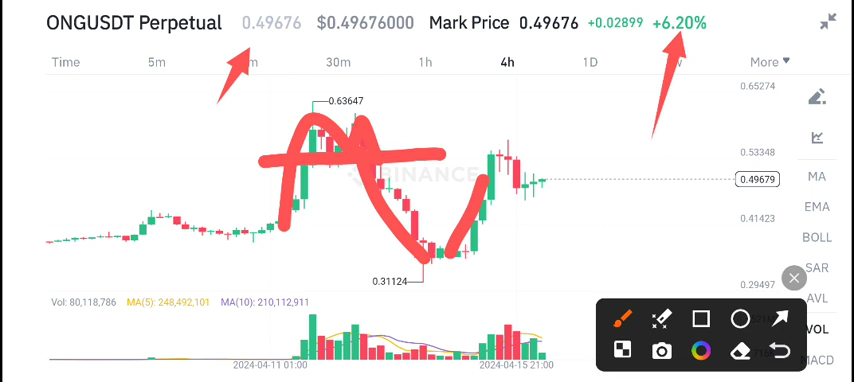 ONGUSDT Perpetual 0.49676 $0.49676000 Mark Price 0.49676 +0.02899 +6.20%
Time 5m 30m 1h 4h 1D More
0.65274
0.63647
0.53348
BINANCE
MA
0.49679
EMA
0.41423
BOLL
SAR
0.31124
0.29497
AVL
Vol: 80,118,786 MA(5): 248,492,101 MA(10): 210,112,911
VOL
MACD
2024-04-11 01:00 2024-04-15 21:00